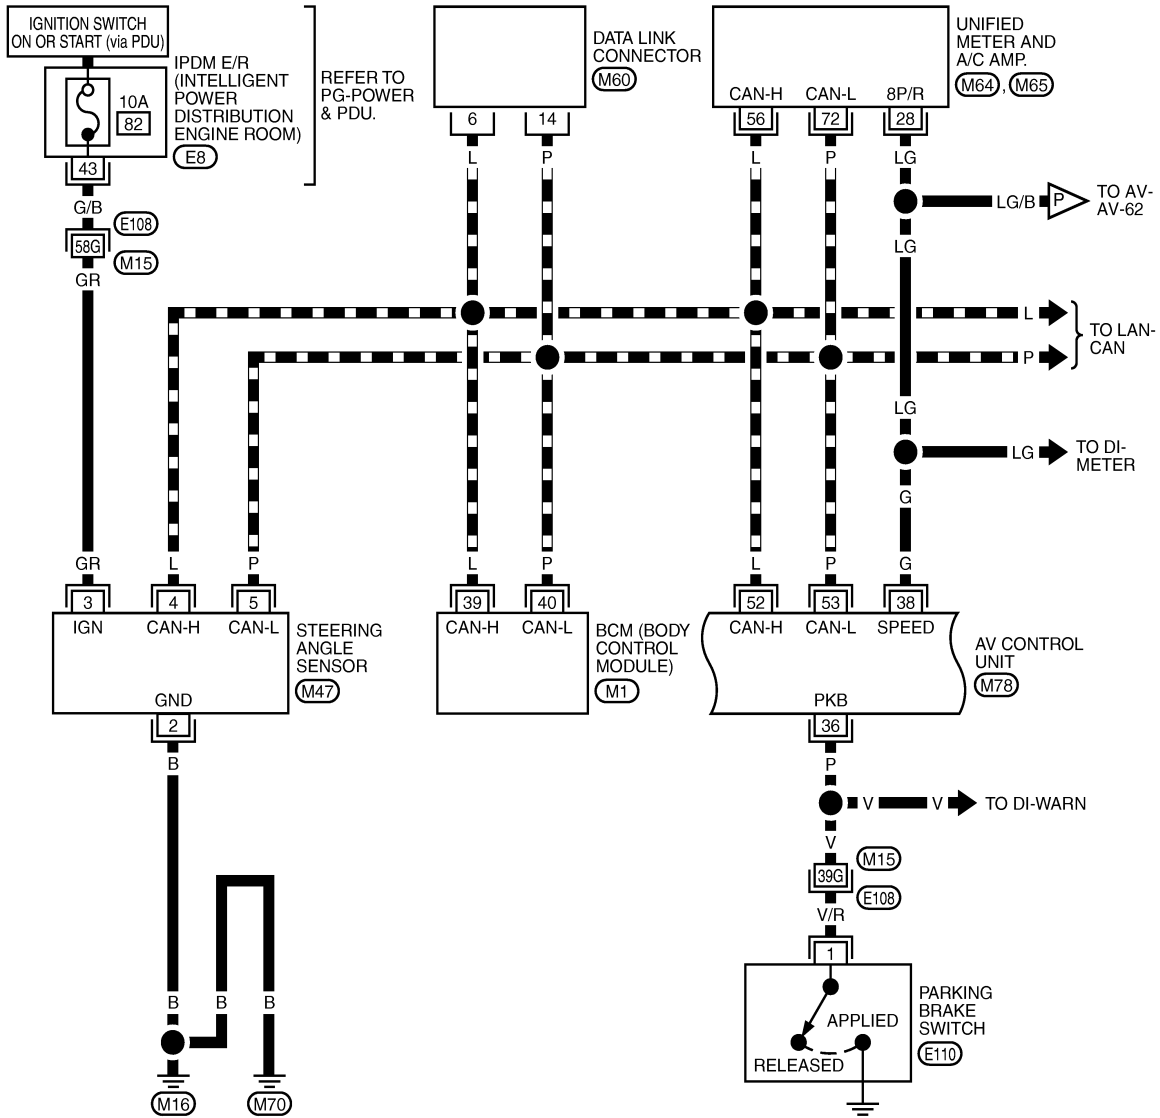 IGNITION SWITCH
ON OR START (via PDU)
IPDM E/R
(INTELLIGENT
POWER
DISTRIBUTION
ENGINE ROOM)
E8
10A
82
43
REFER TO
PG-POWER
& PDU.
G/B
E108
58G
M15
GR
GR
DATA LINK
CONNECTOR
M60
6
14
L
P
UNIFIED
METER AND
A/C AMP.
M64 , M65
CAN-H
CAN-L
8P/R
56
72
28
L
P
LG
LG/B
P
TO AV-
AV-62
LG
L
P
TO LAN-
CAN
LG
LG
TO DI-
METER
G
L
P
L
P
L
P
G
3
4
5
IGN
CAN-H
CAN-L
STEERING
ANGLE
SENSOR
M47
GND
2
39
40
CAN-H
CAN-L
BCM (BODY
CONTROL
MODULE)
M1
52
53
38
CAN-H
CAN-L
SPEED
AV CONTROL
UNIT
M78
PKB
36
B
P
V
V
TO DI-WARN
V
M15
39G
E108
V/R
1
B
B
B
M16
M70
APPLIED
RELEASED
PARKING
BRAKE
SWITCH
E110